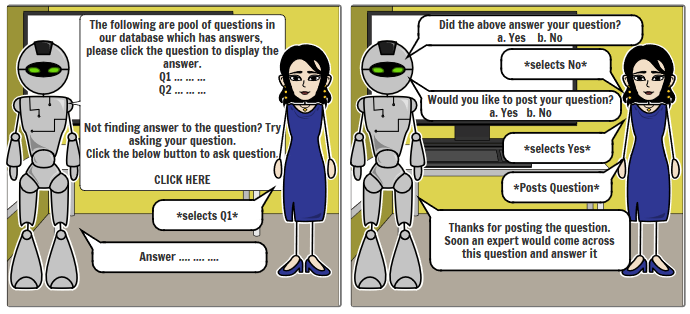 The following are pool of questions in
our database which has answers,
please click the question to display the
answer.
Q1 ... ... ...
Q2 ... ... ...
Not finding answer to the question? Try
asking your question.
Click the below button to ask question.
CLICK HERE
*selects Q1*
Answer .... .... ....
Did the above answer your question?
a. Yes b. No
*selects No*
Would you like to post your question?
a. Yes b. No
*selects Yes*
*Posts Question*
Thanks for posting the question.
Soon an expert would come across
this question and answer it